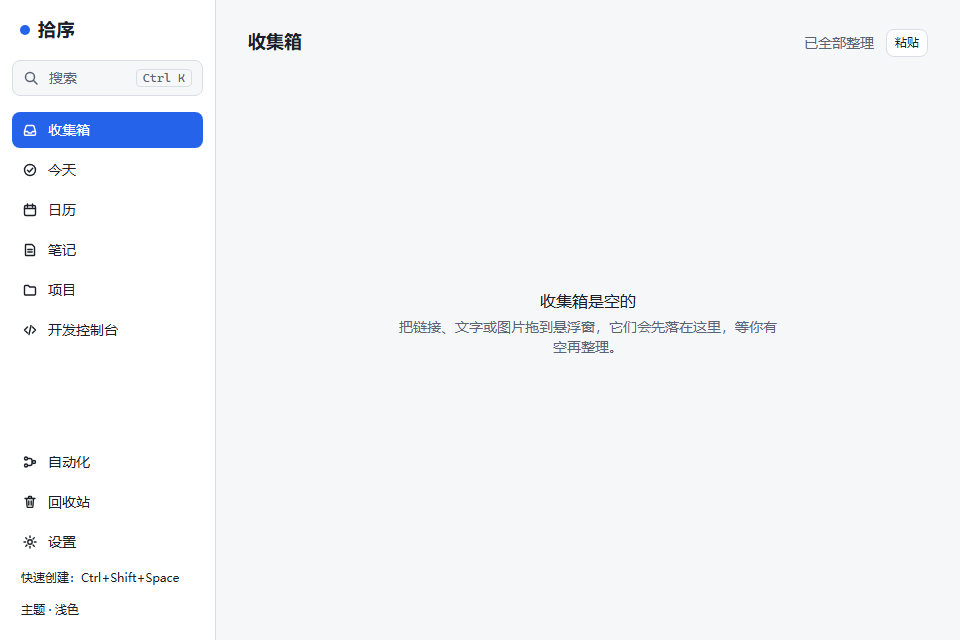 拾序
搜索 Ctrl K
收集箱
今天
日历
笔记
项目
开发控制台
自动化
回收站
设置
快速创建：Ctrl+Shift+Space
主题 · 浅色
收集箱
已全部整理 粘贴
收集箱是空的
把链接、文字或图片拖到悬浮窗，它们会先落在这里，等你有
空再整理。